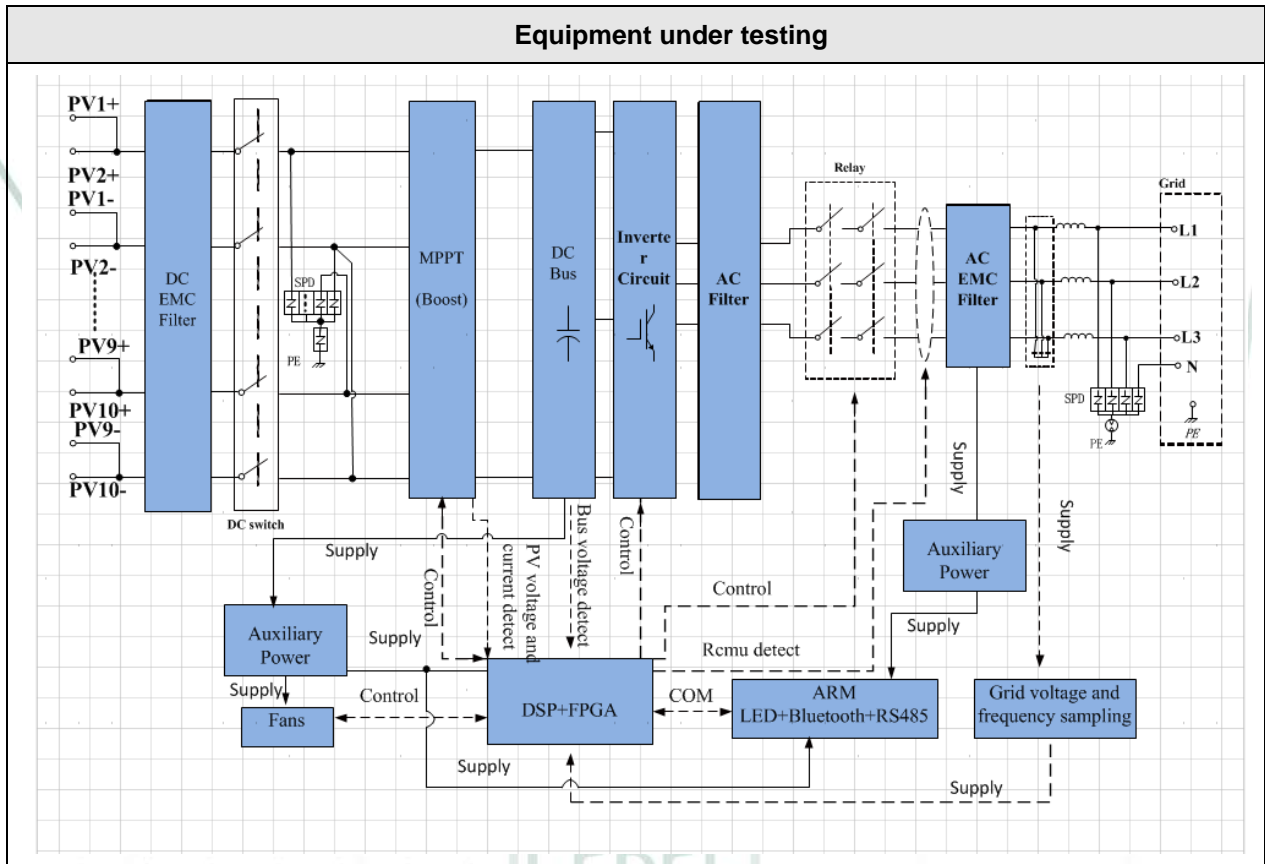 Equipment under testing
PV1+
PV2+
PV1-
PV2-
PV9+
PV10+
PV9-
PV10-
DC
EMC
Filter
DC switch
SPD
PE
MPPT
(Boost)
DC
Bus
Inverte
r
Circuit
AC
Filter
Relay
AC
EMC
Filter
SPD
PE
Grid
L1
L2
L3
N
PE
Supply
Control
PV voltage and
current detect
Bus voltage detect
Control
Control
Rcmu detect
Supply
Supply
Auxiliary
Power
Supply
Auxiliary
Power
Supply
Supply
Fans
Control
DSP+FPGA
COM
ARM
LED+Bluetooth+RS485
Grid voltage and
frequency sampling
Supply
Supply